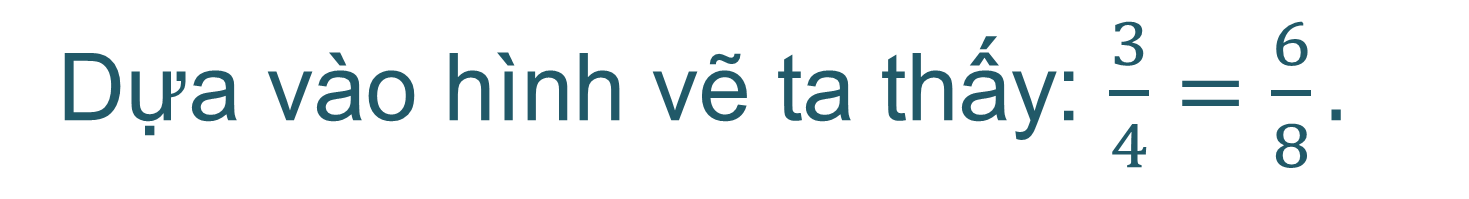 Dựa vào hình vẽ ta thấy: 3/4 = 6/8.